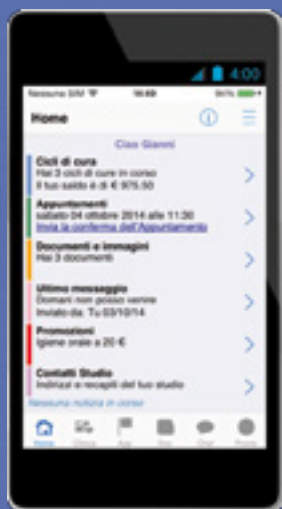 4:00
Nessuna SIM
Home
Ciao Gianni
Cicli di cura
Hai 3 cicli di cure in corso
Il tuo saldo è di € 975,50
Appuntamenti
sabato 04 ottobre 2014 alle 11:30
Invia la conferma dell'Appuntamento
Documenti e immagini
Hai 3 documenti
Ultimo messaggio
Domani non posso venire
Inviato da: Tu 03/10/14
Promozioni
Igiene orale a 20 €
Contatti Studio
Indirizzi e recapiti del tuo studio
Nessuna notizia in corso
Home